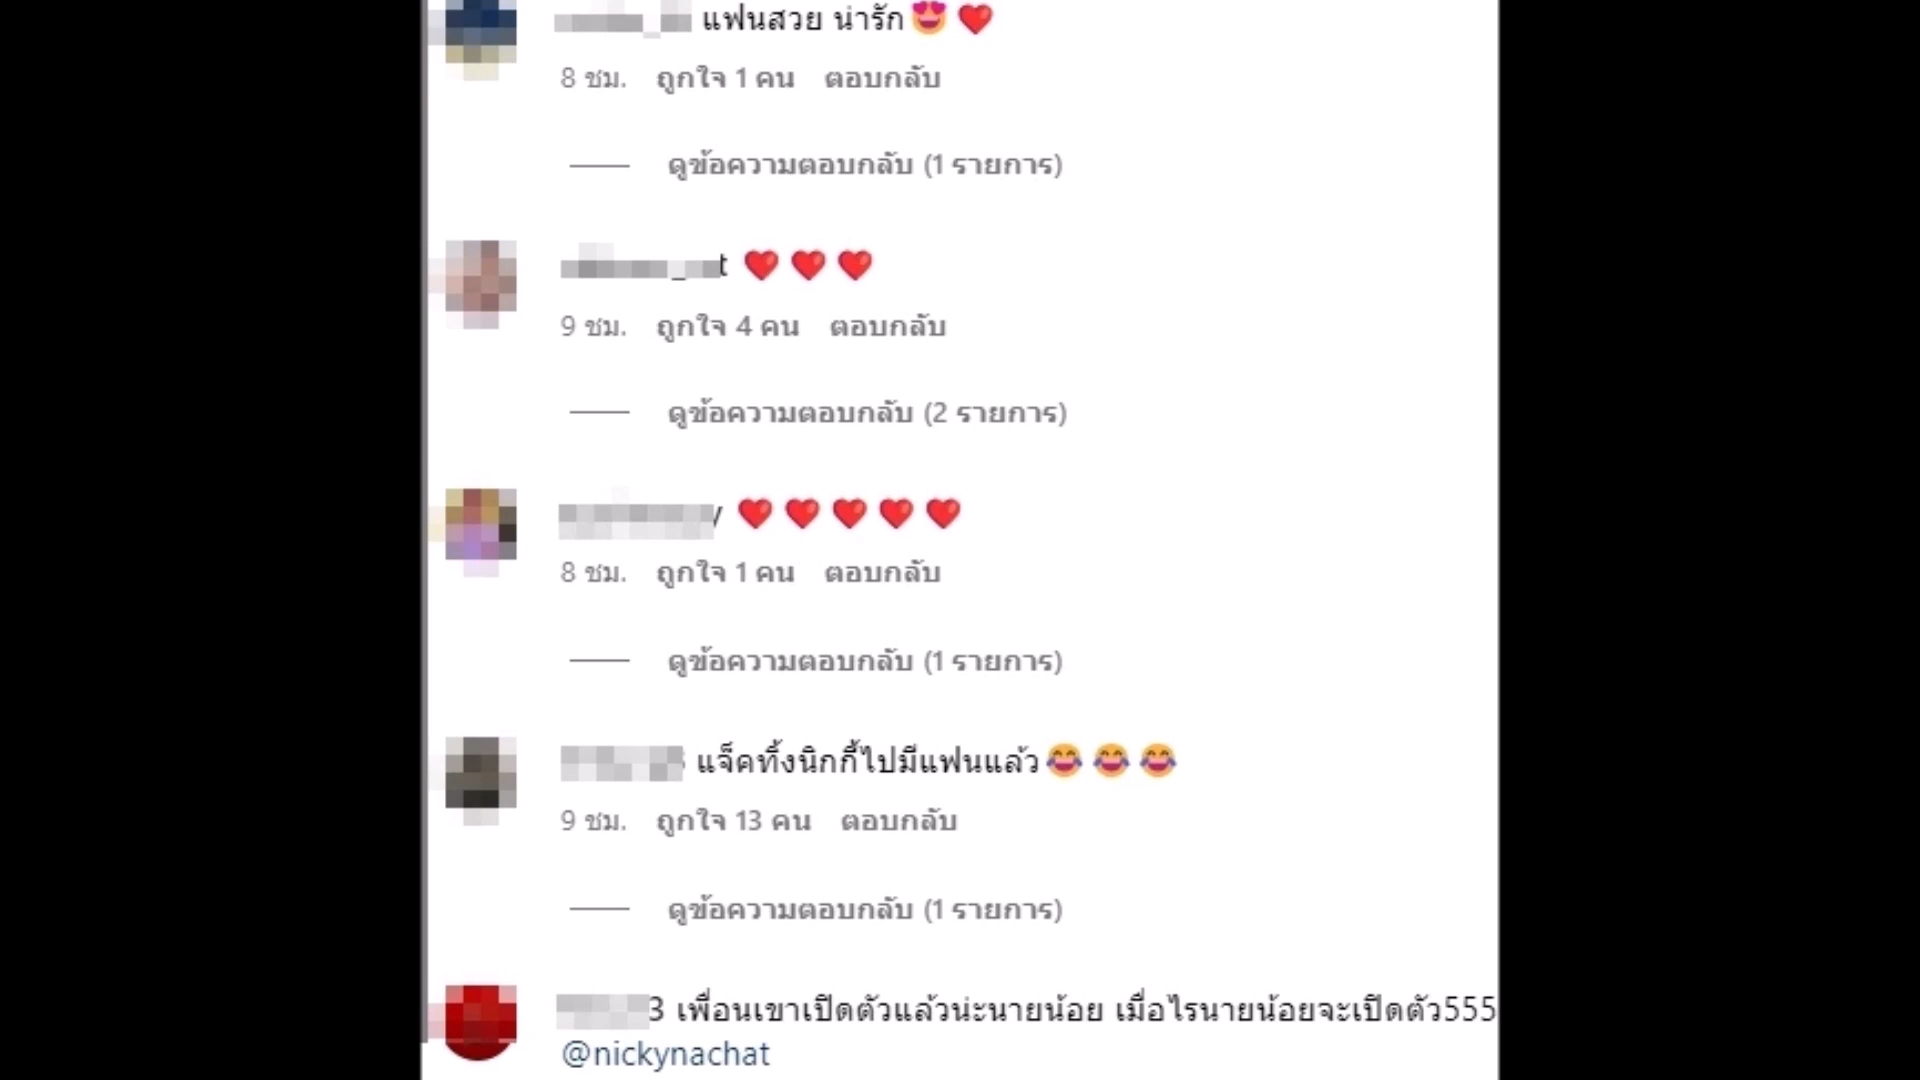 แฟนสวย น่ารัก😍❤️
8 ชม. ถูกใจ 1 คน ตอบกลับ
ดูข้อความตอบกลับ (1 รายการ)
t ❤️❤️❤️
9 ชม. ถูกใจ 4 คน ตอบกลับ
ดูข้อความตอบกลับ (2 รายการ)
y ❤️❤️❤️❤️❤️
8 ชม. ถูกใจ 1 คน ตอบกลับ
ดูข้อความตอบกลับ (1 รายการ)
แจ็คทิ้งนิกกี้ไปมีแฟนแล้ว😂😂😂
9 ชม. ถูกใจ 13 คน ตอบกลับ
ดูข้อความตอบกลับ (1 รายการ)
3 เพื่อนเขาเปิดตัวแล้วน่ะนายน้อย เมื่อไรนายน้อยจะเปิดตัว555
@nickynachat